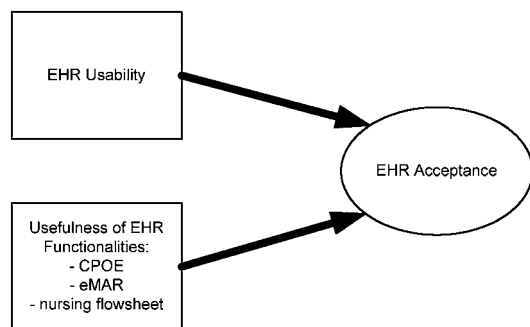 EHR Usability
EHR Acceptance
Usefulness of EHR
Functionalities:
- CPOE
- eMAR
- nursing flowsheet